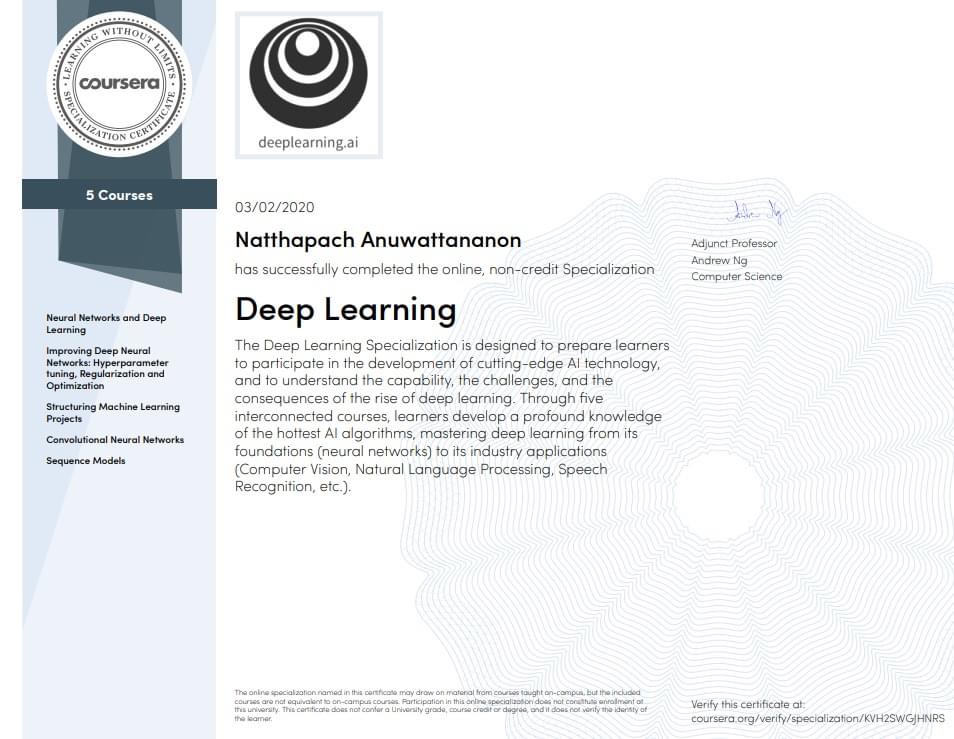 LEARNING WITHOUT LIMITS
coursera
SPECIALIZATION CERTIFICATE
5 Courses
Neural Networks and Deep
Learning
Improving Deep Neural
Networks: Hyperparameter
tuning, Regularization and
Optimization
Structuring Machine Learning
Projects
Convolutional Neural Networks
Sequence Models
deeplearning.ai
03/02/2020
Natthapach Anuwattananon
has successfully completed the online, non-credit Specialization
Deep Learning
The Deep Learning Specialization is designed to prepare learners
to participate in the development of cutting-edge AI technology,
and to understand the capability, the challenges, and the
consequences of the rise of deep learning. Through five
interconnected courses, learners develop a profound knowledge
of the hottest AI algorithms, mastering deep learning from its
foundations (neural networks) to its industry applications
(Computer Vision, Natural Language Processing, Speech
Recognition, etc.).
Andrew Ng
Adjunct Professor
Andrew Ng
Computer Science
The online specialization named in this certificate may draw on material from courses taught on-campus, but the included
courses are not equivalent to on-campus courses. Participation in this online specialization does not constitute enrollment at
this university. This certificate does not confer a University grade, course credit or degree, and it does not verify the identity of
the learner.
Verify this certificate at:
coursera.org/verify/specialization/KVH2SWGJHNRS